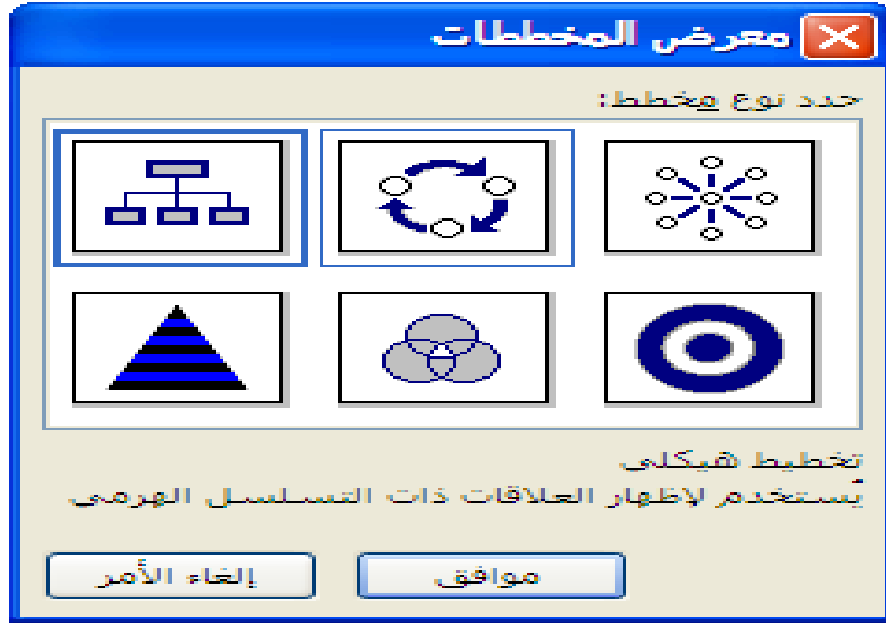 معرض المخططات
حدد نوع مخطط:
تخطيط هيكلي
يُستخدم لإظهار العلاقات ذات التسلسل الهرمي
موافق
إلغاء الأمر